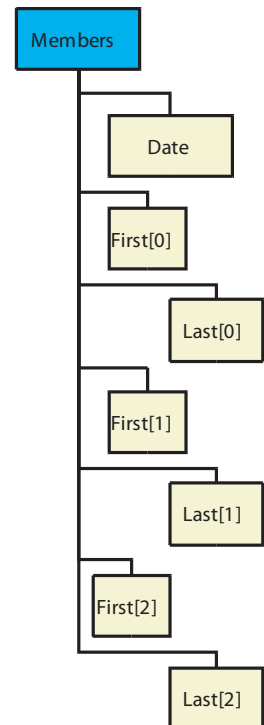 Members
Date
First[0]
Last[0]
First[1]
Last[1]
First[2]
Last[2]